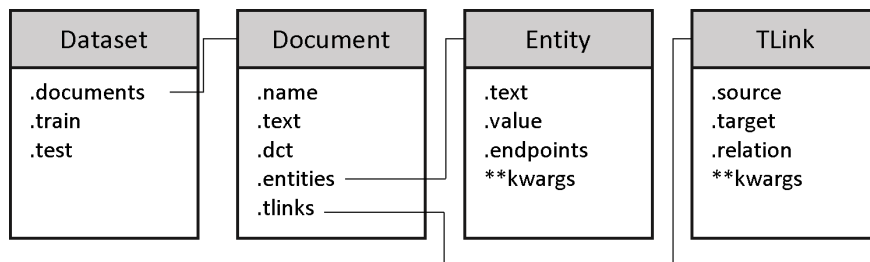 Dataset
.documents
.train
.test
Document
.name
.text
.dct
.entities
.tlinks
Entity
.text
.value
.endpoints
**kwargs
TLink
.source
.target
.relation
**kwargs